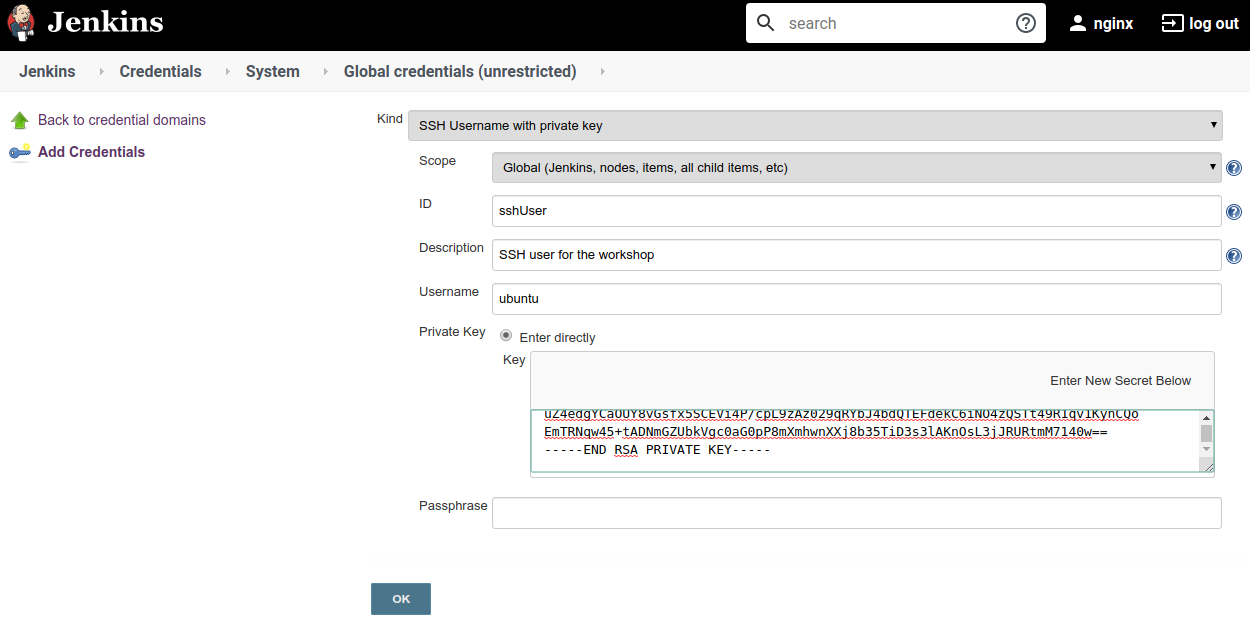 Jenkins
search
nginx
log out
Jenkins
Credentials
System
Global credentials (unrestricted)
Back to credential domains
Add Credentials
Kind
SSH Username with private key
Scope
Global (Jenkins, nodes, items, all child items, etc)
ID
sshUser
Description
SSH user for the workshop
Username
ubuntu
Private Key
Enter directly
Key
Enter New Secret Below
EmTRNqw45+tADNmGZUbkVgc0aG0pP8mXmhwnXXj8b35TiD3s3lAKnOsL3jJRURtmM7140w==
-----END RSA PRIVATE KEY-----
Passphrase
OK